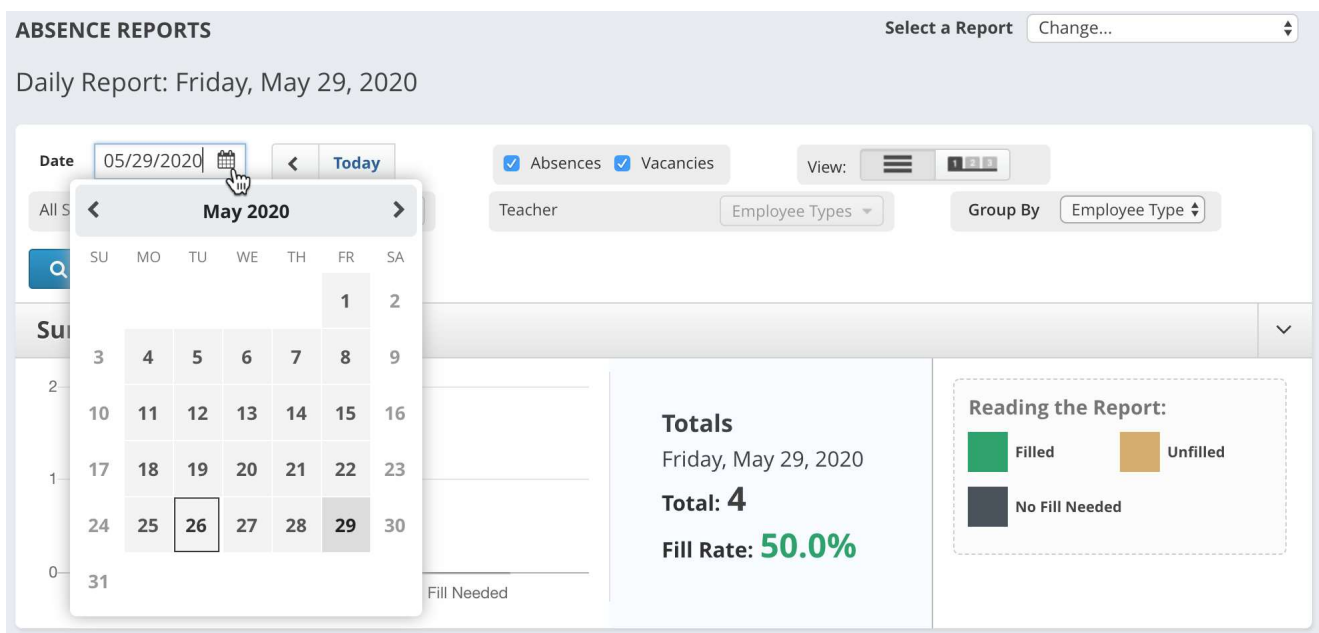 ABSENCE REPORTS
Select a Report Change...
Daily Report: Friday, May 29, 2020
Date 05/29/2020 Today Absences Vacancies View: 1 2 3
All S Teacher Employee Types Group By Employee Type
May 2020
SU MO TU WE TH FR SA
1 2
3 4 5 6 7 8 9
10 11 12 13 14 15 16
17 18 19 20 21 22 23
24 25 26 27 28 29 30
31
2
1
0
Fill Needed
Totals
Friday, May 29, 2020
Total: 4
Fill Rate: 50.0%
Reading the Report:
Filled Unfilled
No Fill Needed